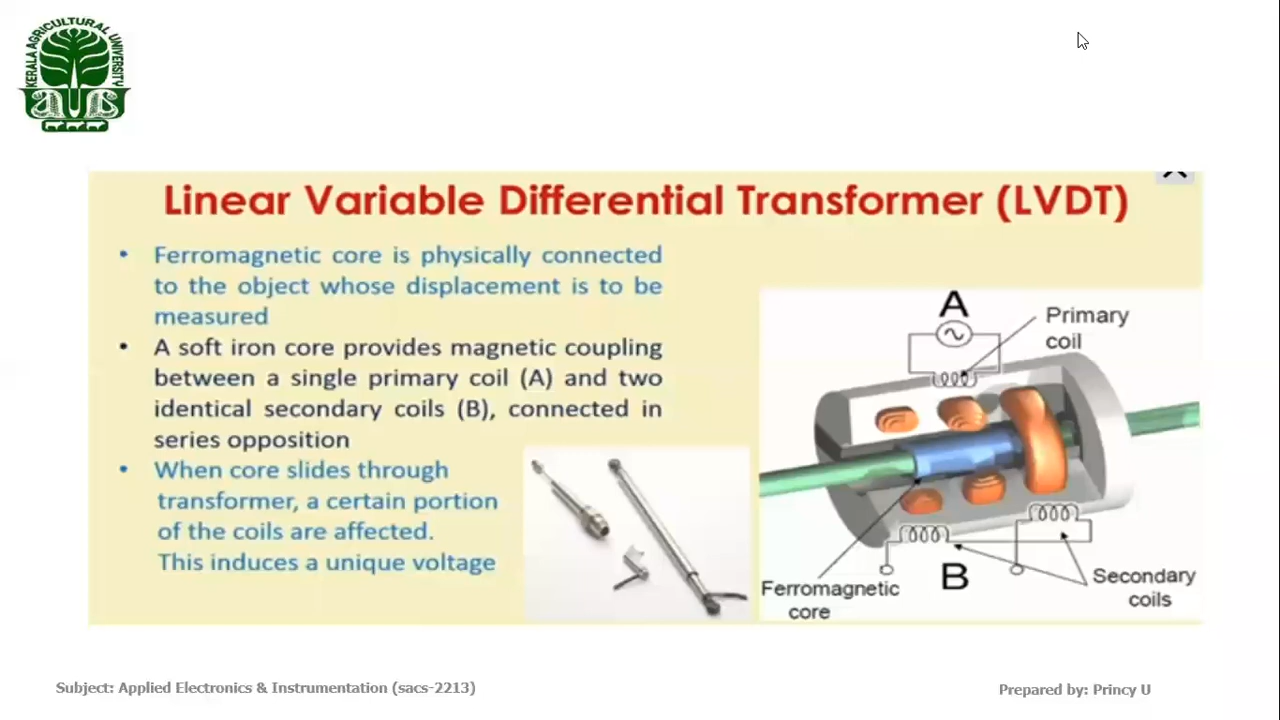 KERALA AGRICULTURAL UNIVERSITY
Linear Variable Differential Transformer (LVDT)
• Ferromagnetic core is physically connected
to the object whose displacement is to be
measured
• A soft iron core provides magnetic coupling
between a single primary coil (A) and two
identical secondary coils (B), connected in
series opposition
• When core slides through
transformer, a certain portion
of the coils are affected.
This induces a unique voltage
A
Primary
coil
Ferromagnetic
core
B
Secondary
coils
Subject: Applied Electronics & Instrumentation (sacs-2213)
Prepared by: Princy U